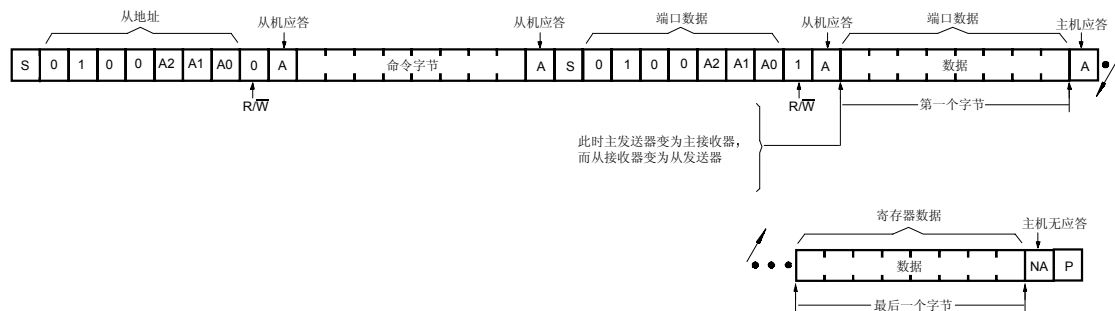 从地址 从机应答 从机应答 端口数据 从机应答 端口数据 主机应答
S 0 1 0 0 A2 A1 A0 0 A 命令字节 A S 0 1 0 0 A2 A1 A0 1 A 数据 A
R/W̅ R/W̅ 第一个字节
此时主发送器变为主接收器，
而从接收器变为从发送器
寄存器数据 主机无应答
数据 NA P
最后一个字节